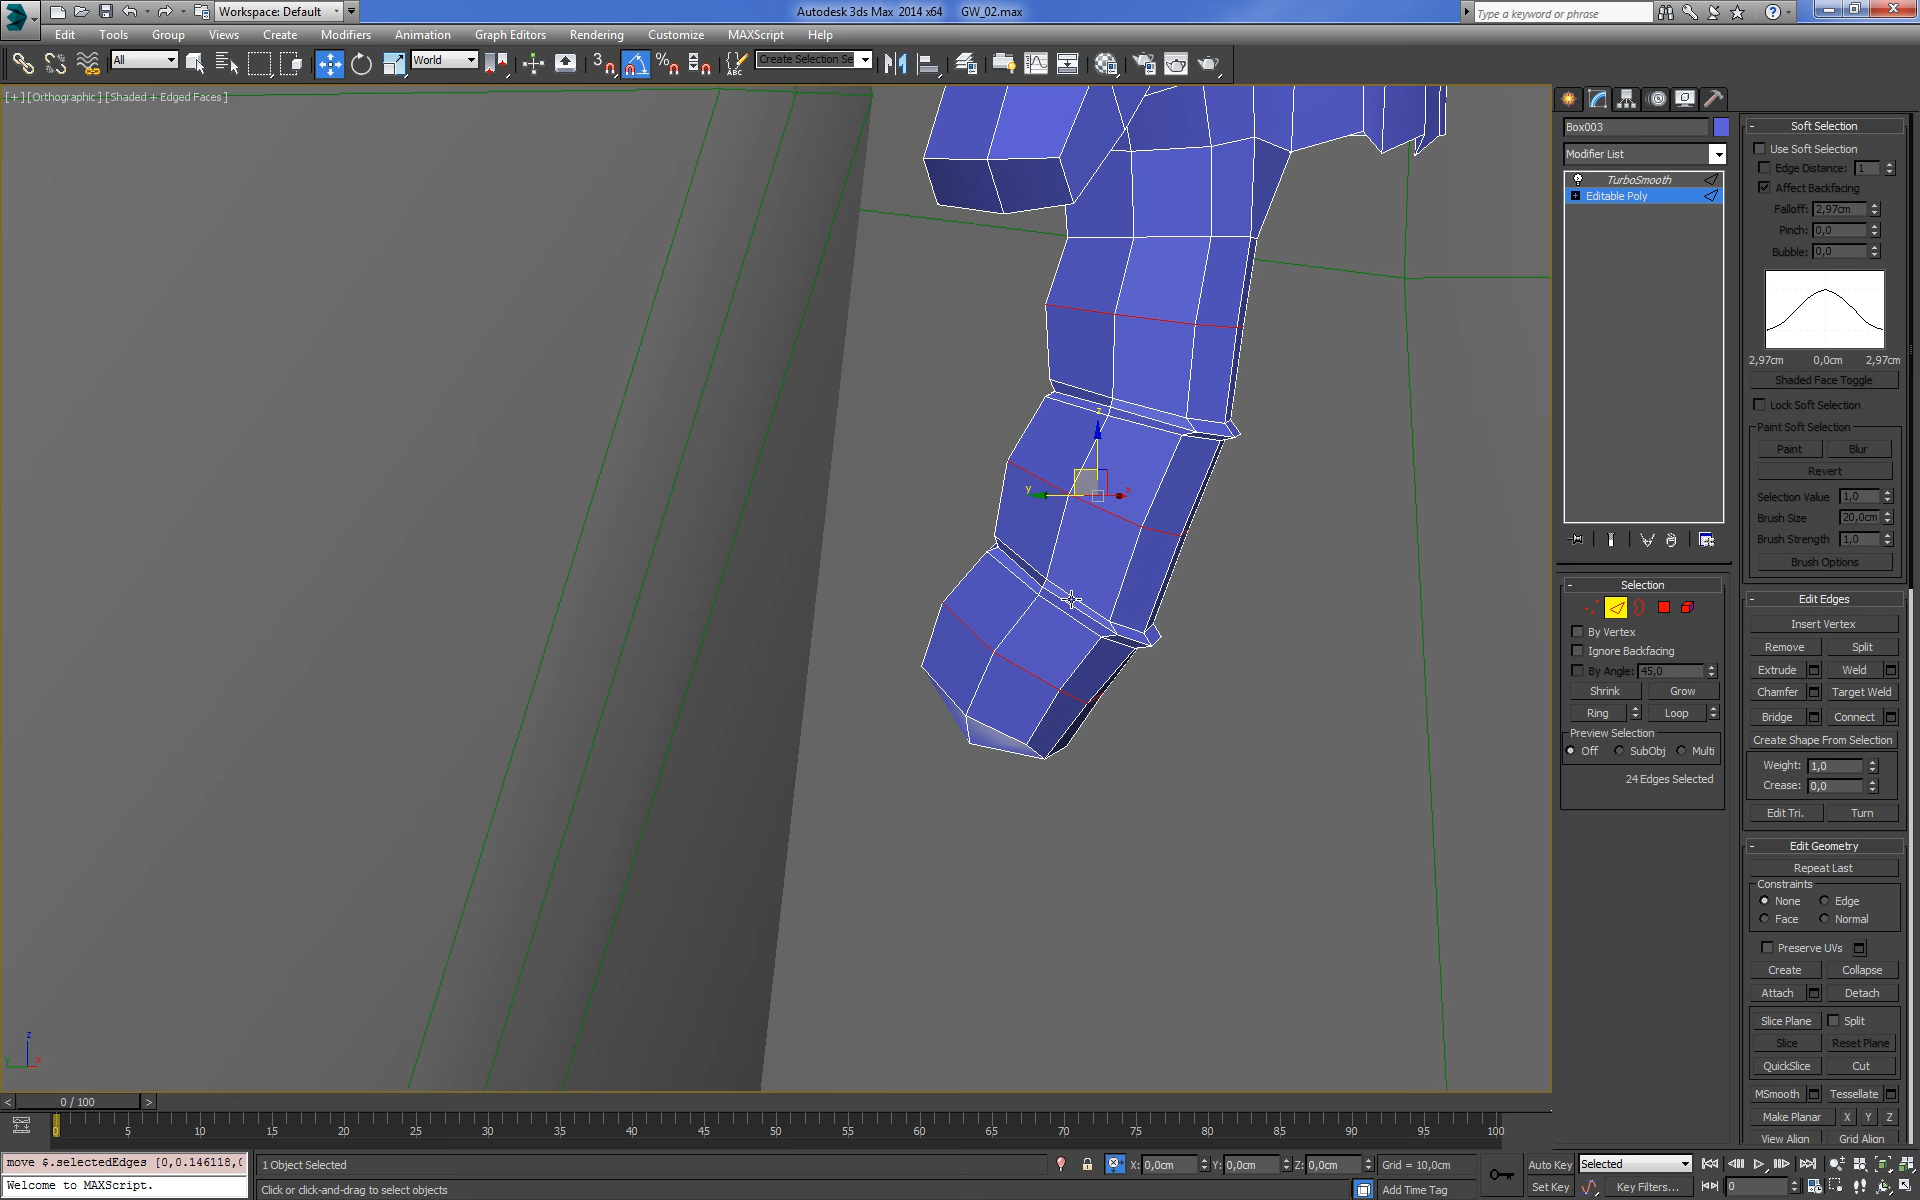 Workspace: Default
Autodesk 3ds Max 2014 x64 GW_02.max
Type a keyword or phrase
Edit Tools Group Views Create Modifiers Animation Graph Editors Rendering Customize MAXScript Help
All
World
3
%
ABC
Create Selection Se
[+] [Orthographic] [Shaded + Edged Faces]
Box003
Modifier List
TurboSmooth
Editable Poly
Selection
By Vertex
Ignore Backfacing
By Angle: 45,0
Shrink Grow
Ring Loop
Preview Selection
Off SubObj Multi
24 Edges Selected
Soft Selection
Use Soft Selection
Edge Distance: 1
Affect Backfacing
Falloff: 2,97cm
Pinch: 0,0
Bubble: 0,0
2,97cm 0,0cm 2,97cm
Shaded Face Toggle
Lock Soft Selection
Paint Soft Selection
Paint Blur
Revert
Selection Value 1,0
Brush Size 20,0cm
Brush Strength 1,0
Brush Options
Edit Edges
Insert Vertex
Remove Split
Extrude Weld
Chamfer Target Weld
Bridge Connect
Create Shape From Selection
Weight: 1,0
Crease: 0,0
Edit Tri. Turn
Edit Geometry
Repeat Last
Constraints
None Edge
Face Normal
Preserve UVs
Create Collapse
Attach Detach
Slice Plane Split
Slice Reset Plane
QuickSlice Cut
MSmooth Tessellate
Make Planar X Y Z
View Align Grid Align
z
y x
z
y x
< 0 / 100 >
0 5 10 15 20 25 30 35 40 45 50 55 60 65 70 75 80 85 90 95 100
move $.selectedEdges [0,0.146118,0
Welcome to MAXScript.
1 Object Selected
Click or click-and-drag to select objects
X: 0,0cm Y: 0,0cm Z: 0,0cm Grid = 10,0cm
Add Time Tag
Auto Key Selected
Set Key Key Filters...
0